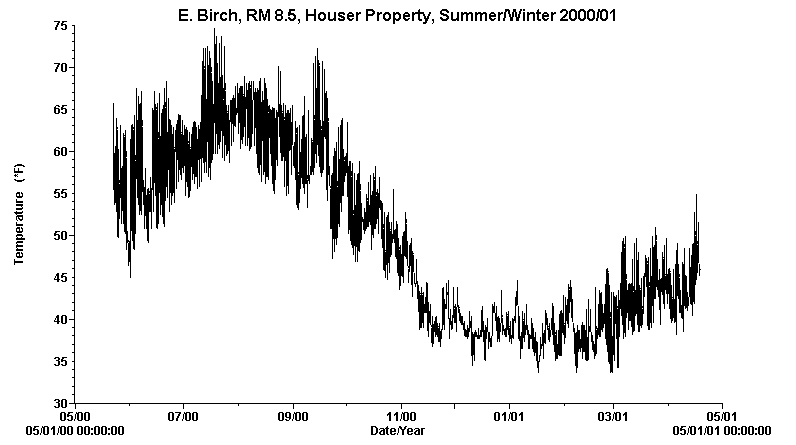 E. Birch, RM 8.5, Houser Property, Summer/Winter 2000/01
Temperature (*F)
75
70
65
60
55
50
45
40
35
30
05/00 07/00 09/00 11/00 01/01 03/01 05/01
05/01/00 00:00:00 Date/Year 05/01/01 00:00:00